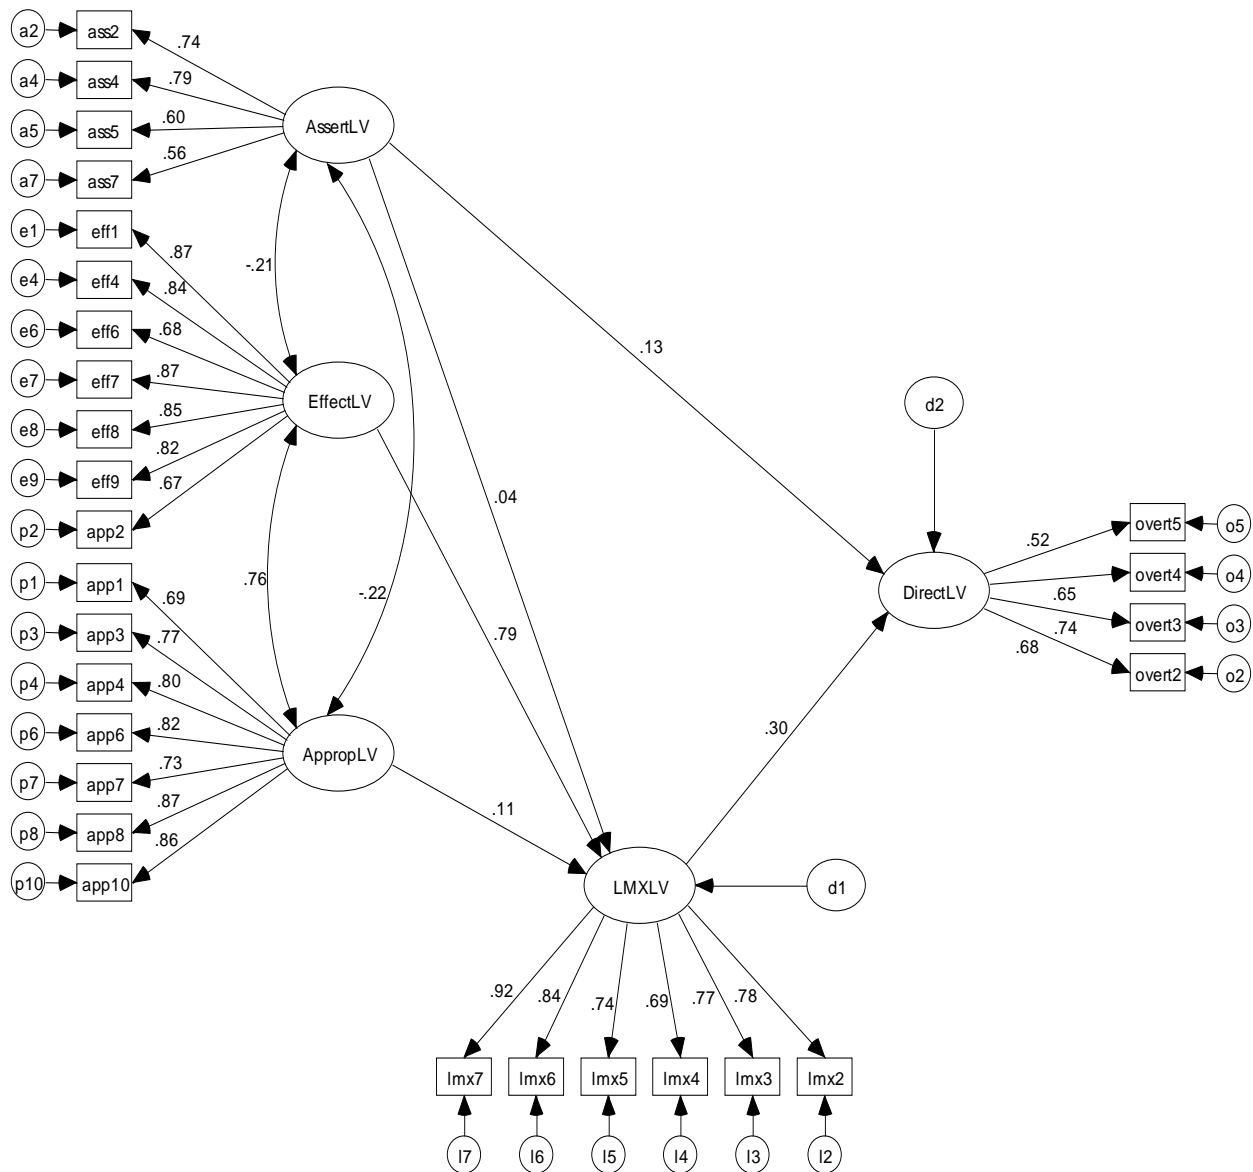 a2 ass2 .74
a4 ass4 .79
a5 ass5 .60
a7 ass7 .56
AssertLV
e1 eff1 .87
e4 eff4 .84
e6 eff6 .68
e7 eff7 .87
e8 eff8 .85
e9 eff9 .82
p2 app2 .67
EffectLV
-.21
.13
.04
.76
-.22
.79
p1 app1 .69
p3 app3 .77
p4 app4 .80
p6 app6 .82
p7 app7 .73
p8 app8 .87
p10 app10 .86
AppropLV
.11
.30
d2
DirectLV
.52 overt5 o5
overt4 o4
.65 overt3 o3
.74
.68 overt2 o2
LMXLV d1
.92 .84 .74 .69 .77 .78
lmx7 lmx6 lmx5 lmx4 lmx3 lmx2
l7 l6 l5 l4 l3 l2